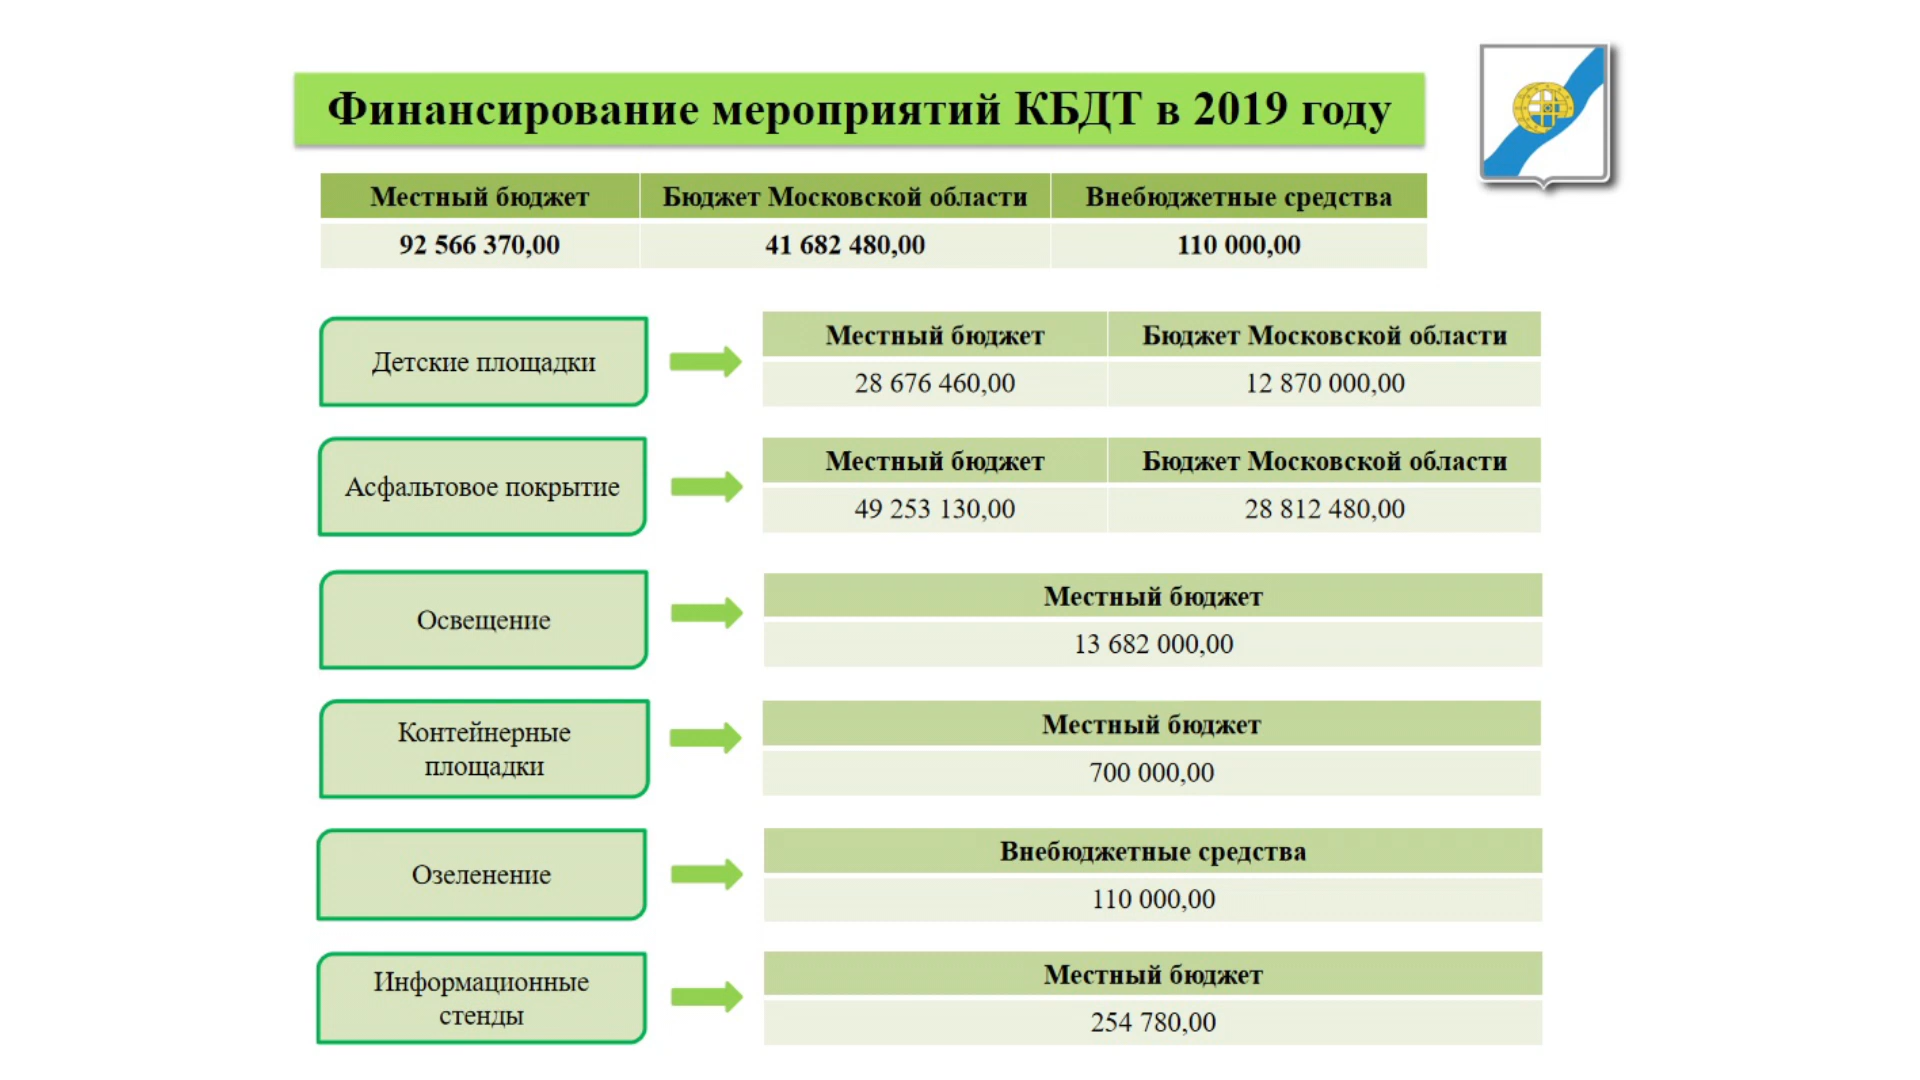 Финансирование мероприятий КБДТ в 2019 году
Местный бюджет Бюджет Московской области Внебюджетные средства
92 566 370,00 41 682 480,00 110 000,00
Детские площадки
Местный бюджет Бюджет Московской области
28 676 460,00 12 870 000,00
Асфальтовое покрытие
Местный бюджет Бюджет Московской области
49 253 130,00 28 812 480,00
Освещение
Местный бюджет
13 682 000,00
Контейнерные
площадки
Местный бюджет
700 000,00
Озеленение
Внебюджетные средства
110 000,00
Информационные
стенды
Местный бюджет
254 780,00